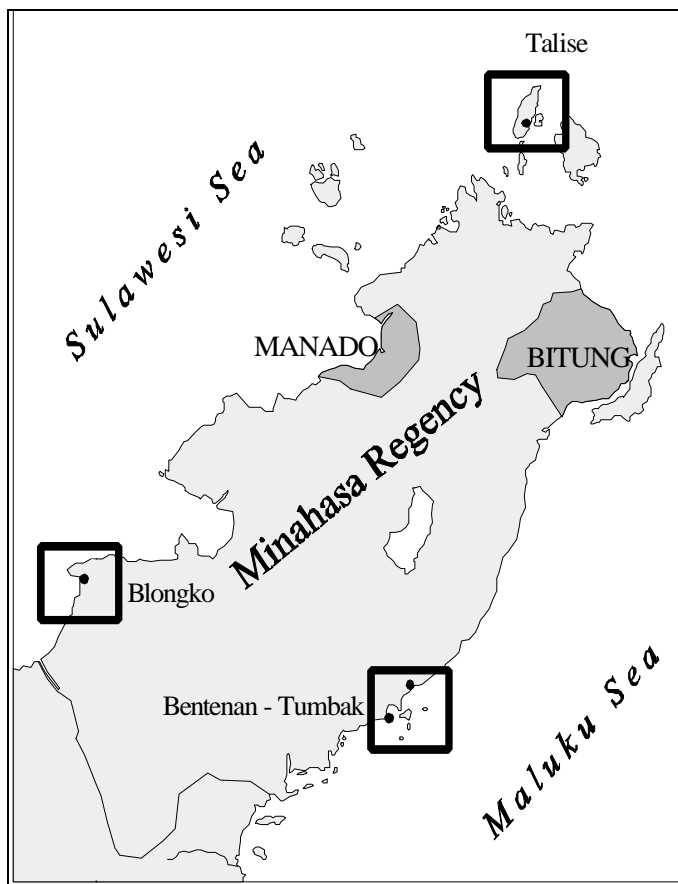 Talise
Sulawesi Sea
MANADO
BITUNG
Minahasa Regency
Blongko
Bentenan - Tumbak
Maluku Sea